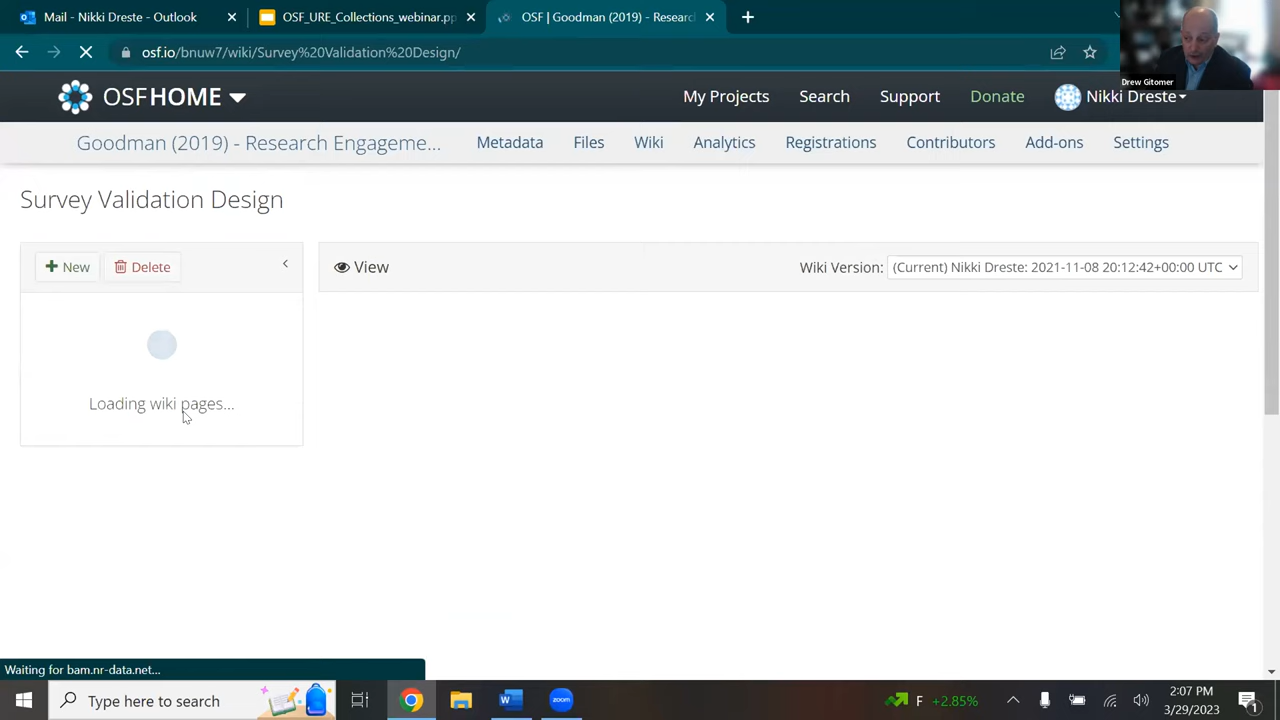 Mail - Nikki Dreste - Outlook
OSF_URE_Collections_webinar.pp
OSF | Goodman (2019) - Researc
osf.io/bnuw7/wiki/Survey%20Validation%20Design/
Drew Gitomer
OSFHOME
My Projects
Search
Support
Donate
Nikki Dreste
Goodman (2019) - Research Engageme...
Metadata
Files
Wiki
Analytics
Registrations
Contributors
Add-ons
Settings
Survey Validation Design
New
Delete
View
Wiki Version:
(Current) Nikki Dreste: 2021-11-08 20:12:42+00:00 UTC
Loading wiki pages...
Waiting for bam.nr-data.net...
Type here to search
F +2.85%
2:07 PM
3/29/2023
1